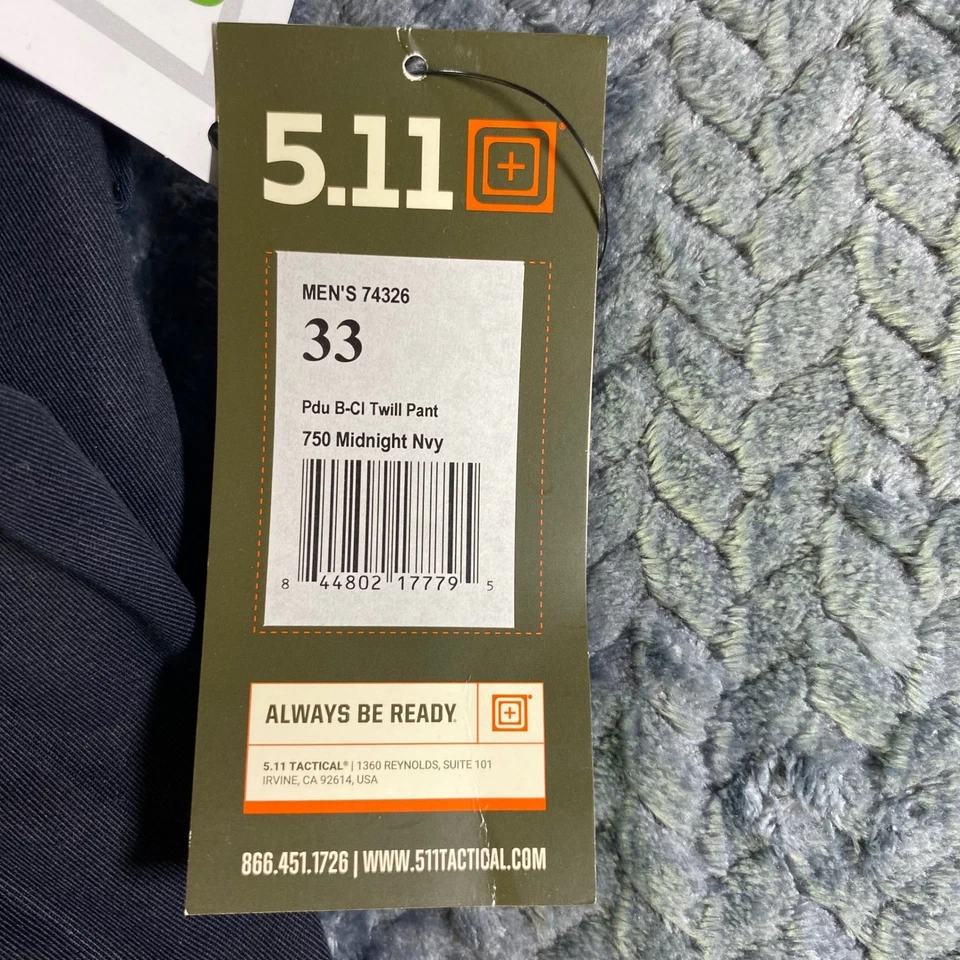 5.11
MEN'S 74326
33
Pdu B-Cl Twill Pant
750 Midnight Nvy
8 44802 17779 5
ALWAYS BE READY.
5.11 TACTICAL® | 1360 REYNOLDS, SUITE 101
IRVINE, CA 92614, USA
866.451.1726 | WWW.511TACTICAL.COM